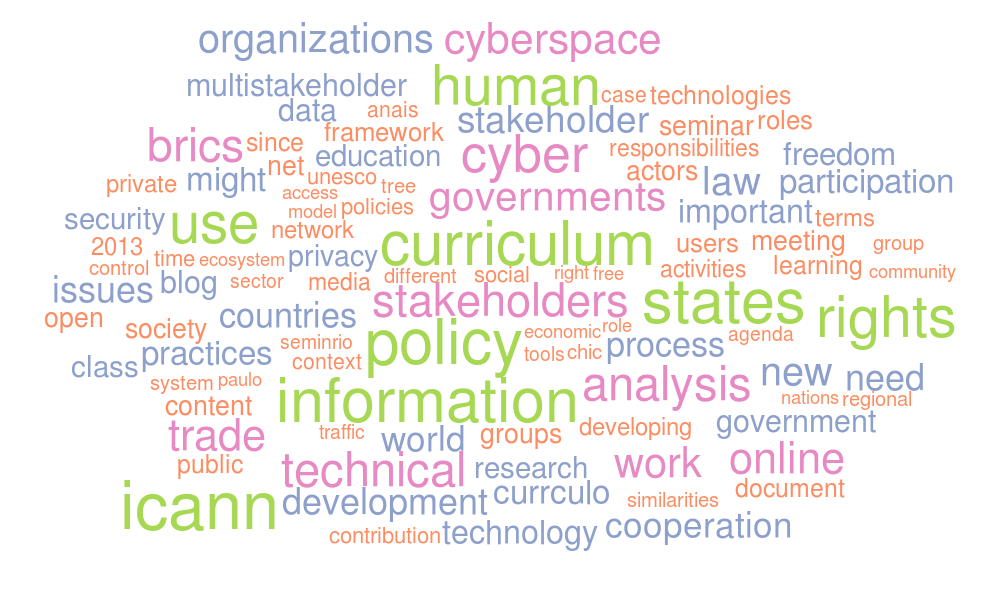 organizations cyberspace
human
multistakeholder case technologies
data anais stakeholder seminar roles
brics since framework cyber responsibilities
net education actors freedom
private might unesco law participation
access tree governments
security use model policies important terms
2013 network curriculum users meeting group
control time ecosystem privacy activities learning community
issues blog sector media different social right free
open stakeholders states rights
society countries policy economic role agenda
seminrio process
class practices context tools chic
system paulo information analysis new need
content nations regional
trade traffic world groups developing government
public technical research work online
icann development currculo similarities document
contribution technology cooperation